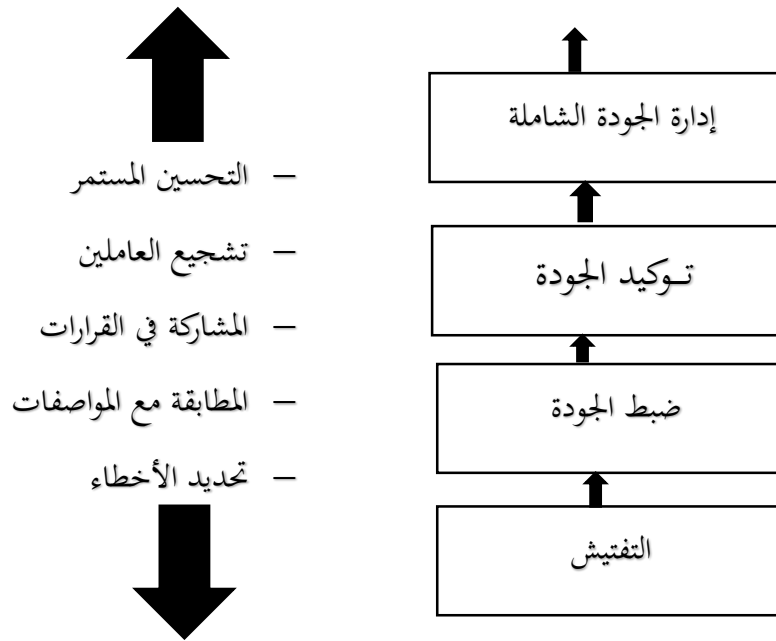 إدارة الجودة الشاملة
توكيد الجودة
ضبط الجودة
التفتيش
– التحسين المستمر
– تشجيع العاملين
– المشاركة في القرارات
– المطابقة مع المواصفات
– تحديد الأخطاء